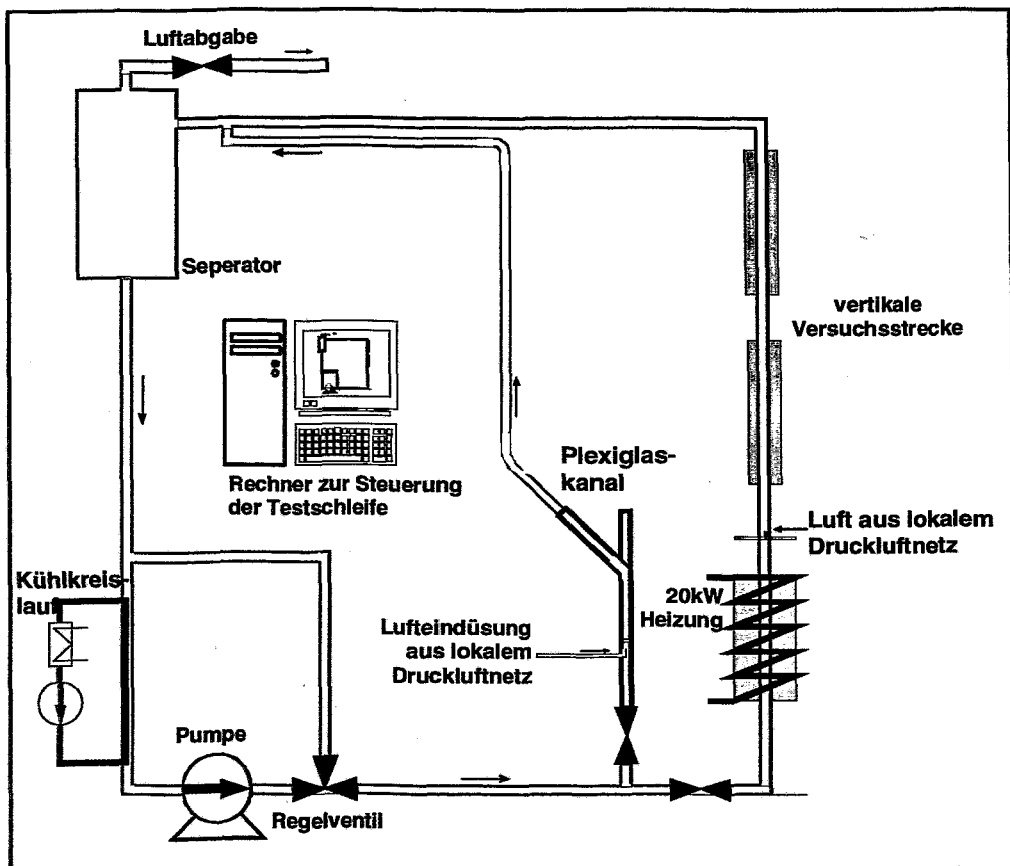 Luftabgabe
Seperator
vertikale
Versuchsstrecke
Rechner zur Steuerung
der Testschleife
Plexiglas-
kanal
Luft aus lokalem
Druckluftnetz
Kühlkreis-
lauf
20kW
Heizung
Lufteindüsung
aus lokalem
Druckluftnetz
Pumpe
Regelventil